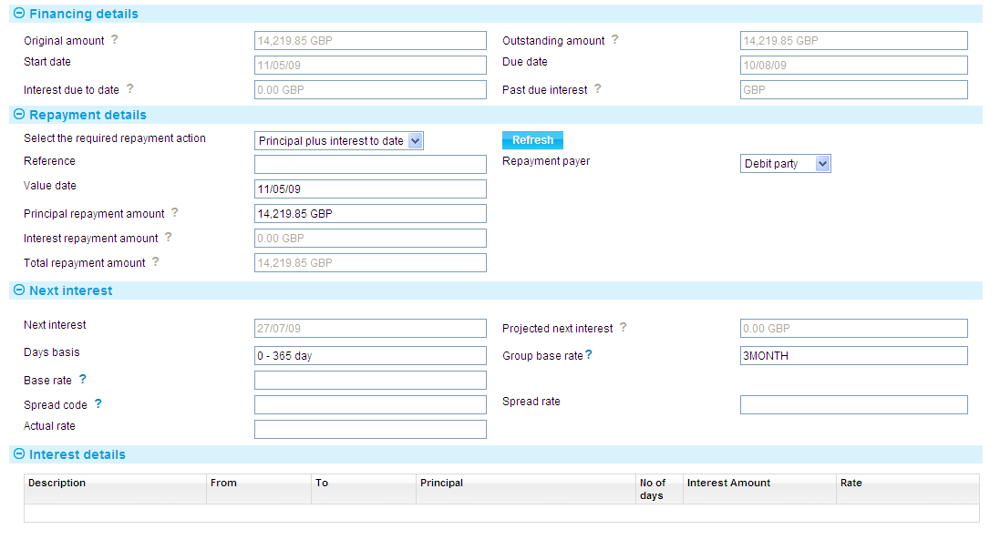 Financing details
Original amount ? 14,219.85 GBP Outstanding amount ? 14,219.85 GBP
Start date 11/05/09 Due date 10/08/09
Interest due to date ? 0.00 GBP Past due interest ? GBP
Repayment details
Select the required repayment action Principal plus interest to date Refresh
Reference Repayment payer Debit party
Value date 11/05/09
Principal repayment amount ? 14,219.85 GBP
Interest repayment amount ? 0.00 GBP
Total repayment amount ? 14,219.85 GBP
Next interest
Next interest 27/07/09 Projected next interest ? 0.00 GBP
Days basis 0 - 365 day Group base rate ? 3MONTH
Base rate ?
Spread code ? Spread rate
Actual rate
Interest details
Description From To Principal No of days Interest Amount Rate